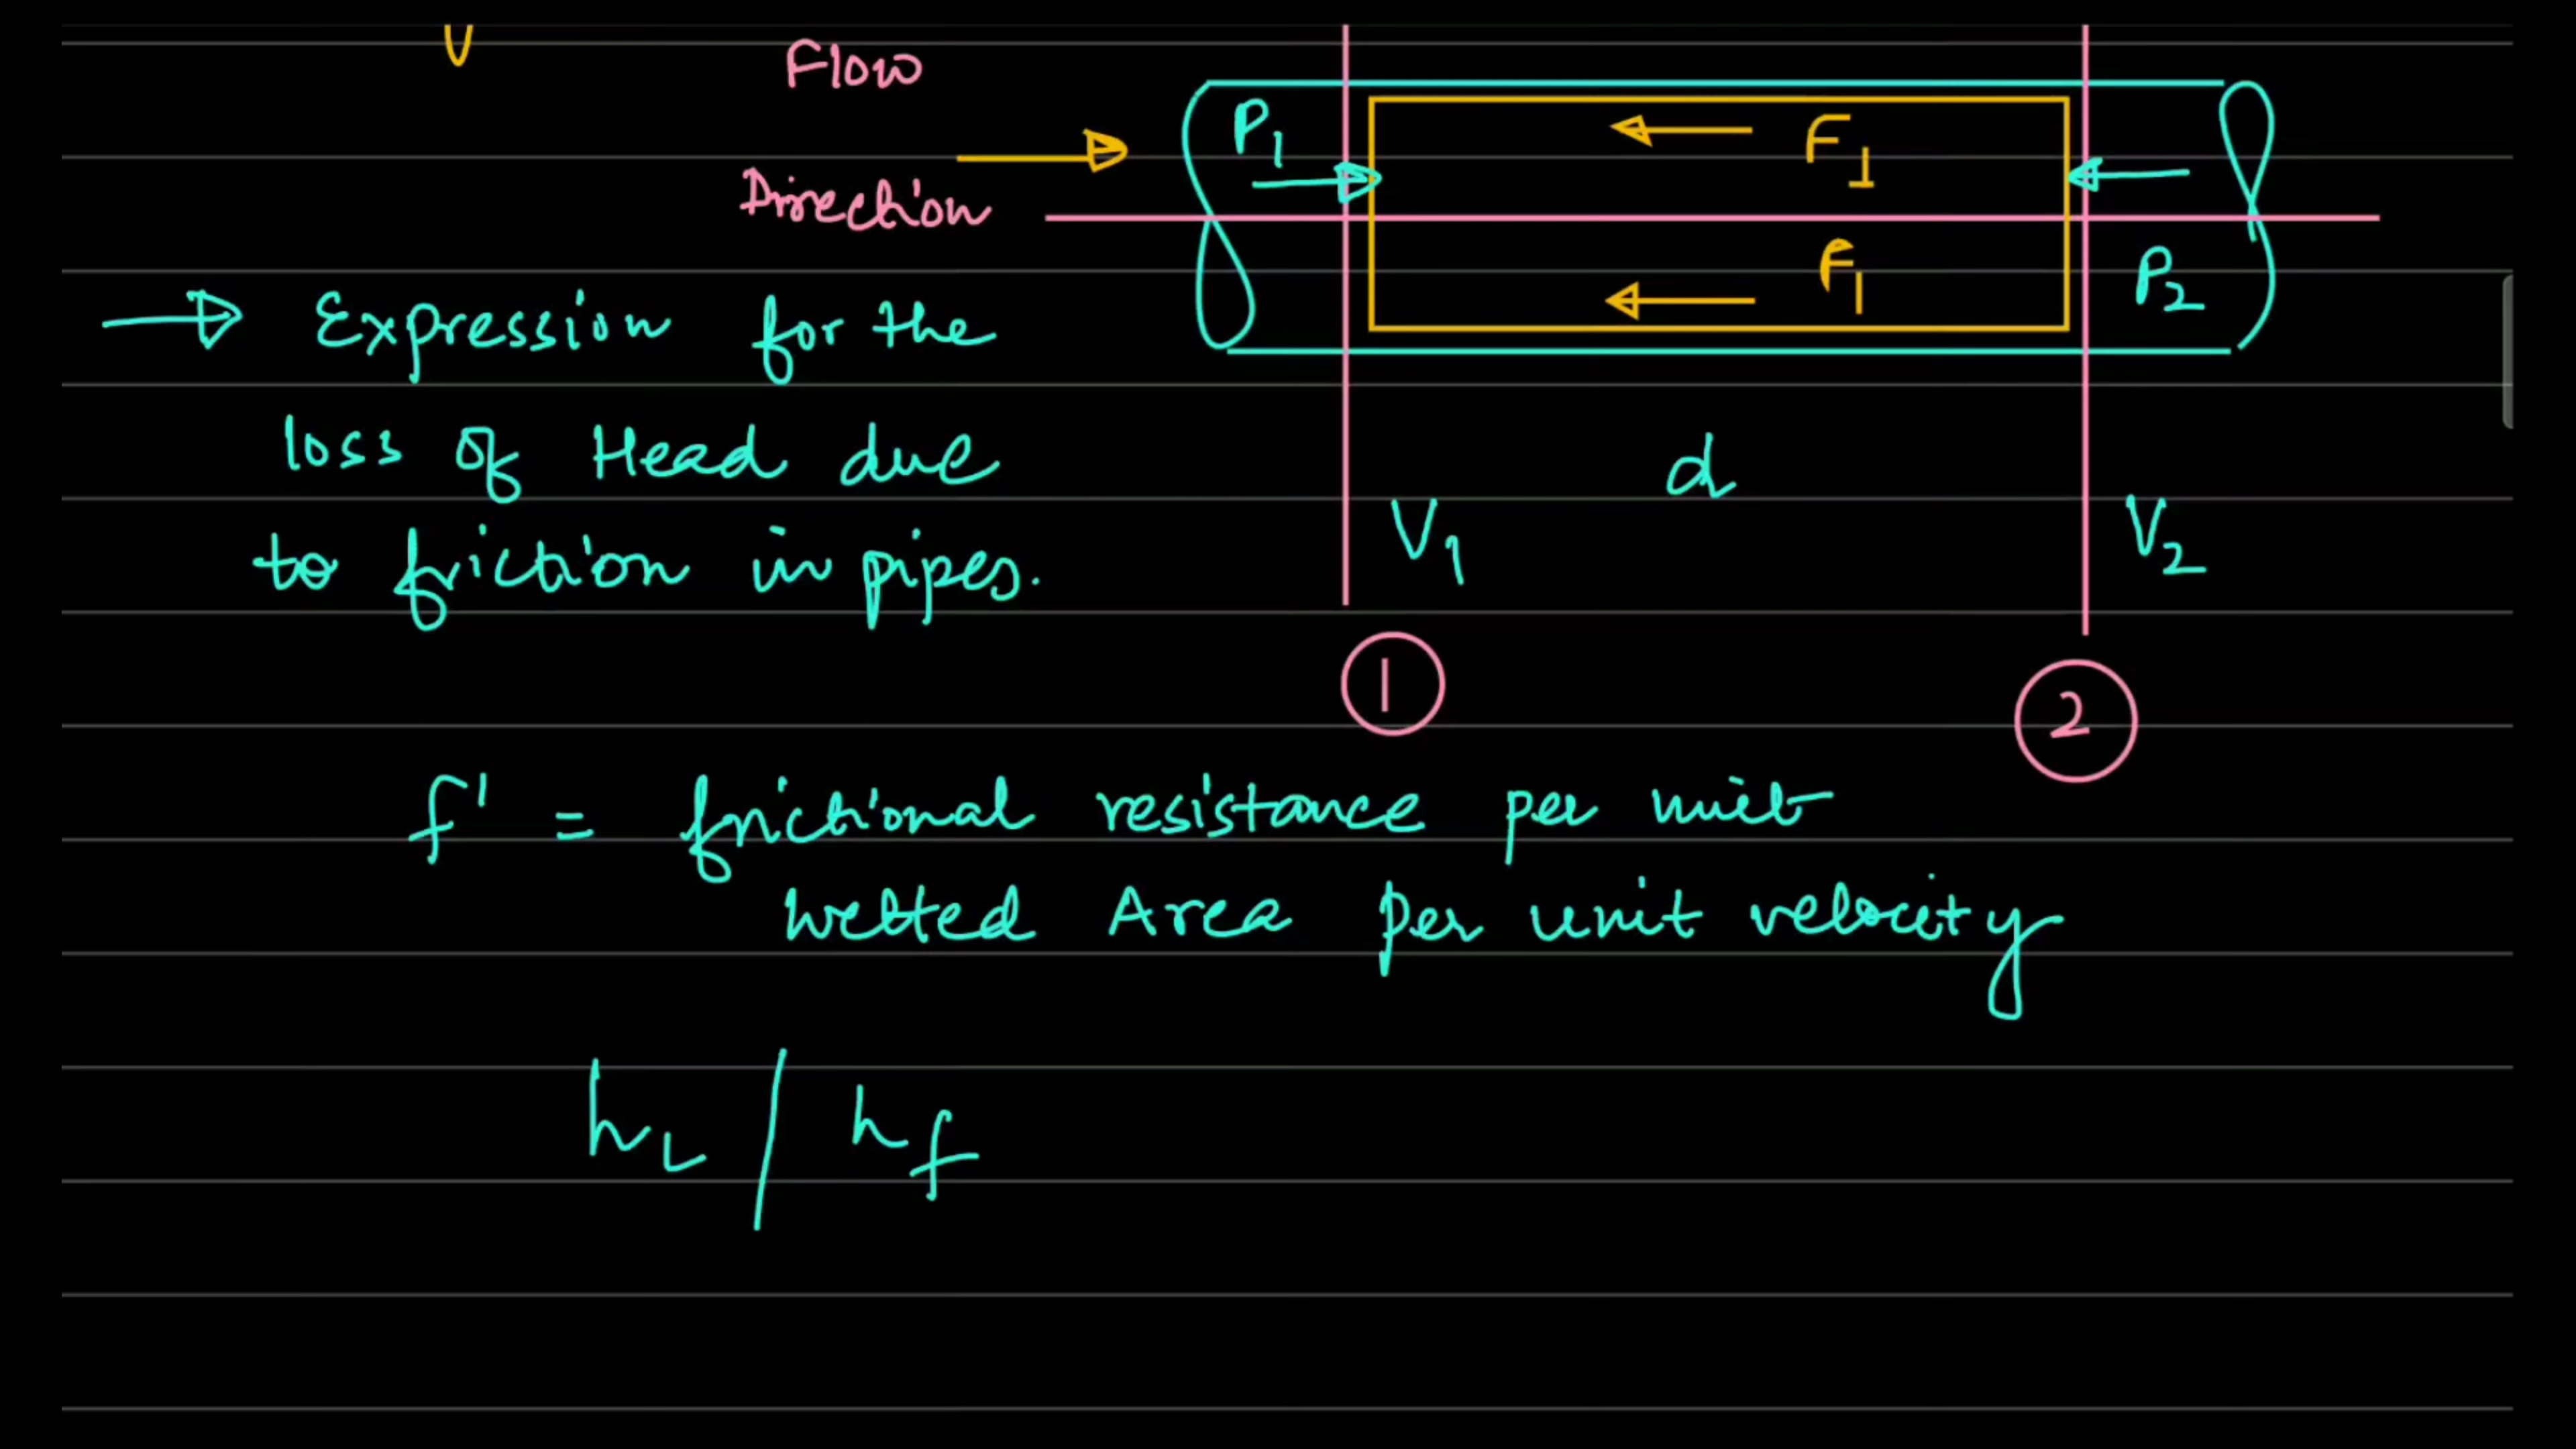 Flow
Direction
P1
F1
F1
P2
Expression for the
loss of Head due
to friction in pipes.
d
V1
V2
1
2
f' = frictional resistance per unit
wetted Area per unit velocity
hL / hf